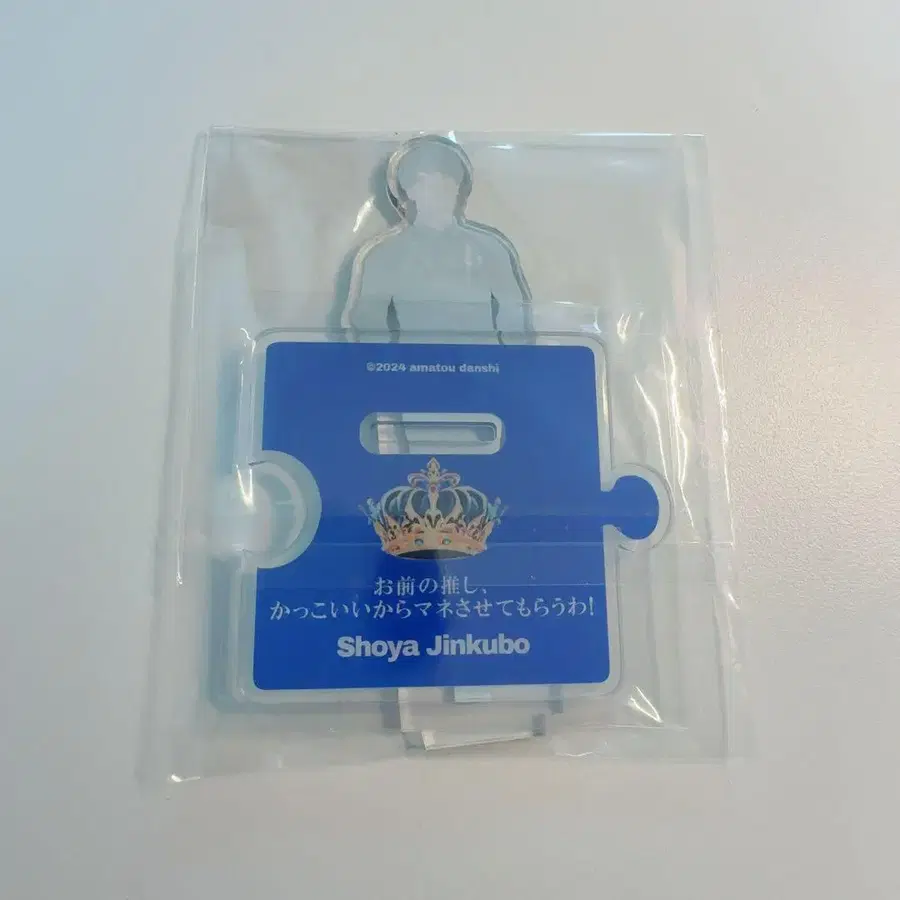 ©2024 amatou danshi
お前の推し、
かっこいいからマネさせてもらうわ!
Shoya Jinkubo